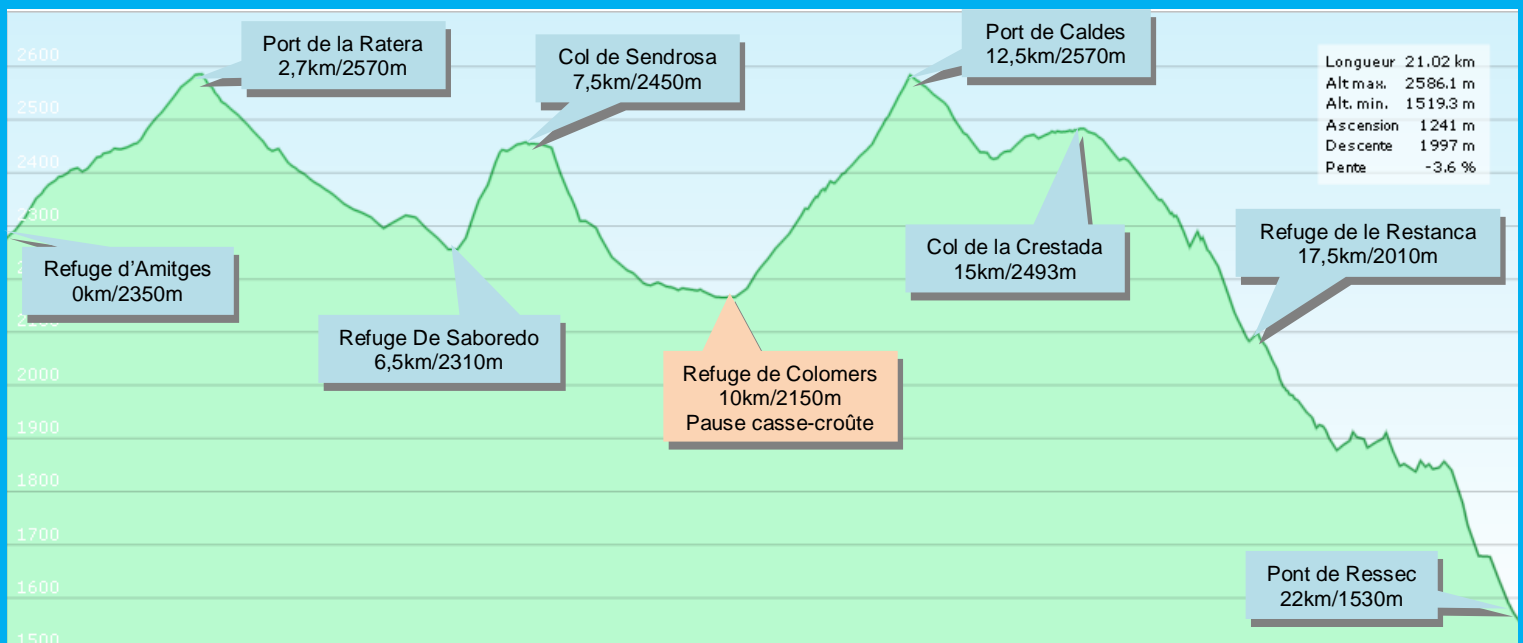 2600
2500
2400
2300
2100
2000
1900
1800
1700
1600
1500
Port de la Ratera
2,7km/2570m
Col de Sendrosa
7,5km/2450m
Port de Caldes
12,5km/2570m
Longueur 21.02 km
Alt max. 2586.1 m
Alt. min. 1519.3 m
Ascension 1241 m
Descente 1997 m
Pente -3.6 %
Refuge d'Amitges
0km/2350m
Refuge De Saboredo
6,5km/2310m
Refuge de Colomers
10km/2150m
Pause casse-croûte
Col de la Crestada
15km/2493m
Refuge de le Restanca
17,5km/2010m
Pont de Ressec
22km/1530m